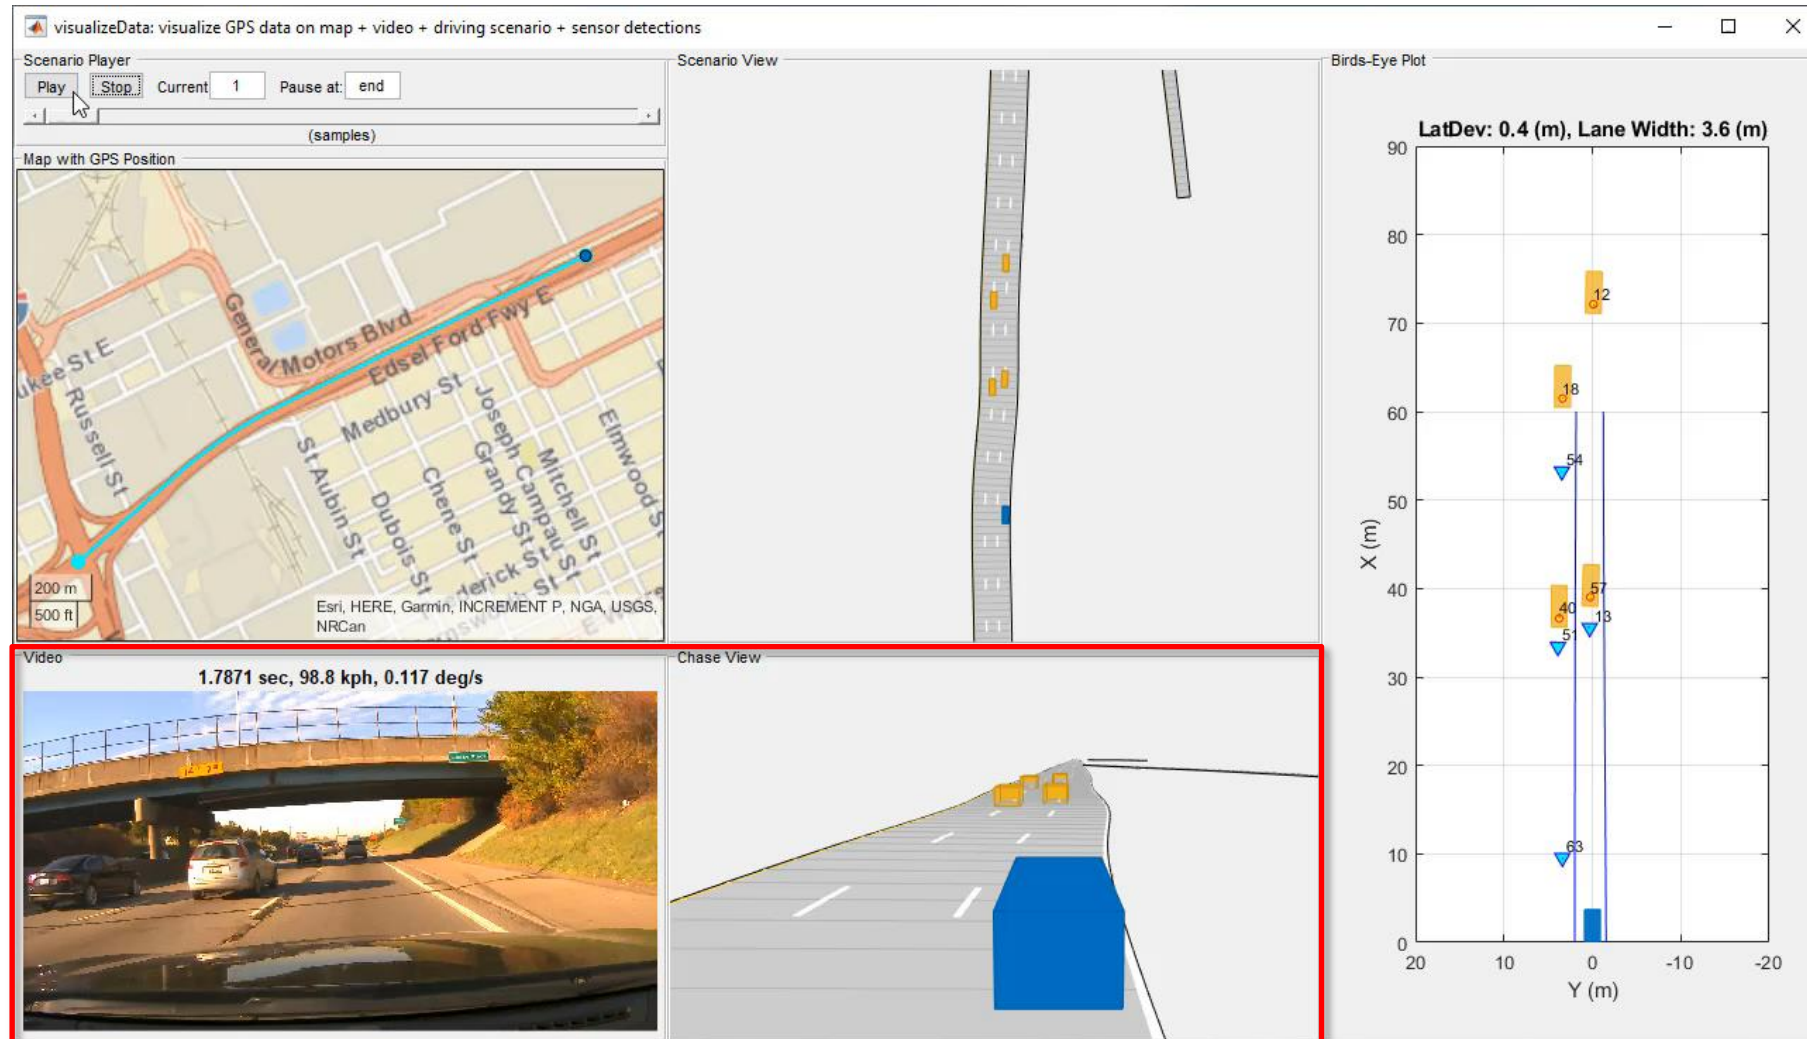 visualizeData: visualize GPS data on map + video + driving scenario + sensor detections
Scenario Player
Play
Stop
Current
1
Pause at:
end
(samples)
Map with GPS Position
General Motors Blvd
Edsel Ford Fwy E
Medbury St
Russell St
St Aubin St
Dubois St
Chene St
Grandy St
Joseph Campau St
Mitchell St
Elmwood St
200 m
500 ft
Esri, HERE, Garmin, INCREMENT P, NGA, USGS,
NRCan
Scenario View
Video
1.7871 sec, 98.8 kph, 0.117 deg/s
Chase View
Birds-Eye Plot
LatDev: 0.4 (m), Lane Width: 3.6 (m)
90
80
70
60
50
40
30
20
10
0
X (m)
12
18
54
57
40
13
51
63
20
10
0
-10
-20
Y (m)